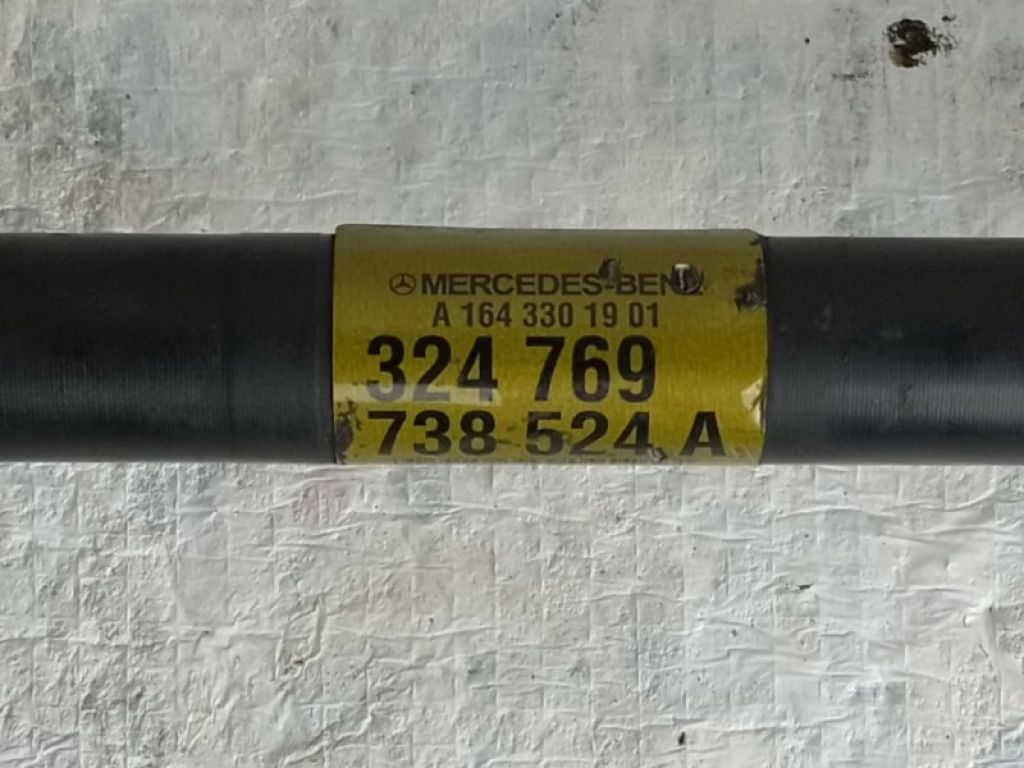 MERCEDES-BENZ
A 164 330 19 01
324 769
738 524 A